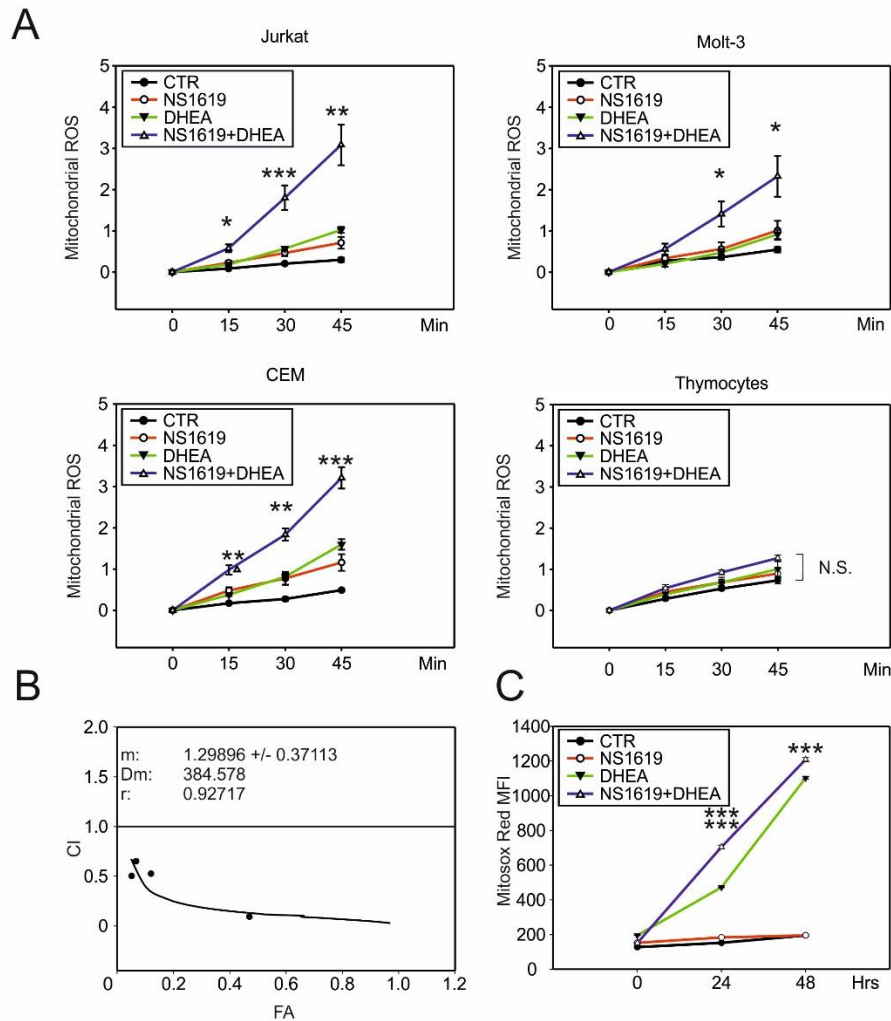 A
Jurkat
Mitochondrial ROS
5
4
3
2
1
0
CTR
NS1619
DHEA
NS1619+DHEA
*
***
**
0 15 30 45 Min
Molt-3
Mitochondrial ROS
5
4
3
2
1
0
CTR
NS1619
DHEA
NS1619+DHEA
*
*
0 15 30 45 Min
CEM
Mitochondrial ROS
5
4
3
2
1
0
CTR
NS1619
DHEA
NS1619+DHEA
**
**
***
0 15 30 45 Min
Thymocytes
Mitochondrial ROS
5
4
3
2
1
0
CTR
NS1619
DHEA
NS1619+DHEA
N.S.
0 15 30 45 Min
B
CI
2.0
1.5
1.0
0.5
0
m: 1.29896 +/- 0.37113
Dm: 384.578
r: 0.92717
0 0.2 0.4 0.6 0.8 1.0 1.2
FA
C
Mitosox Red MFI
1400
1200
1000
800
600
400
200
0
CTR
NS1619
DHEA
NS1619+DHEA
***
***
***
0 24 48 Hrs